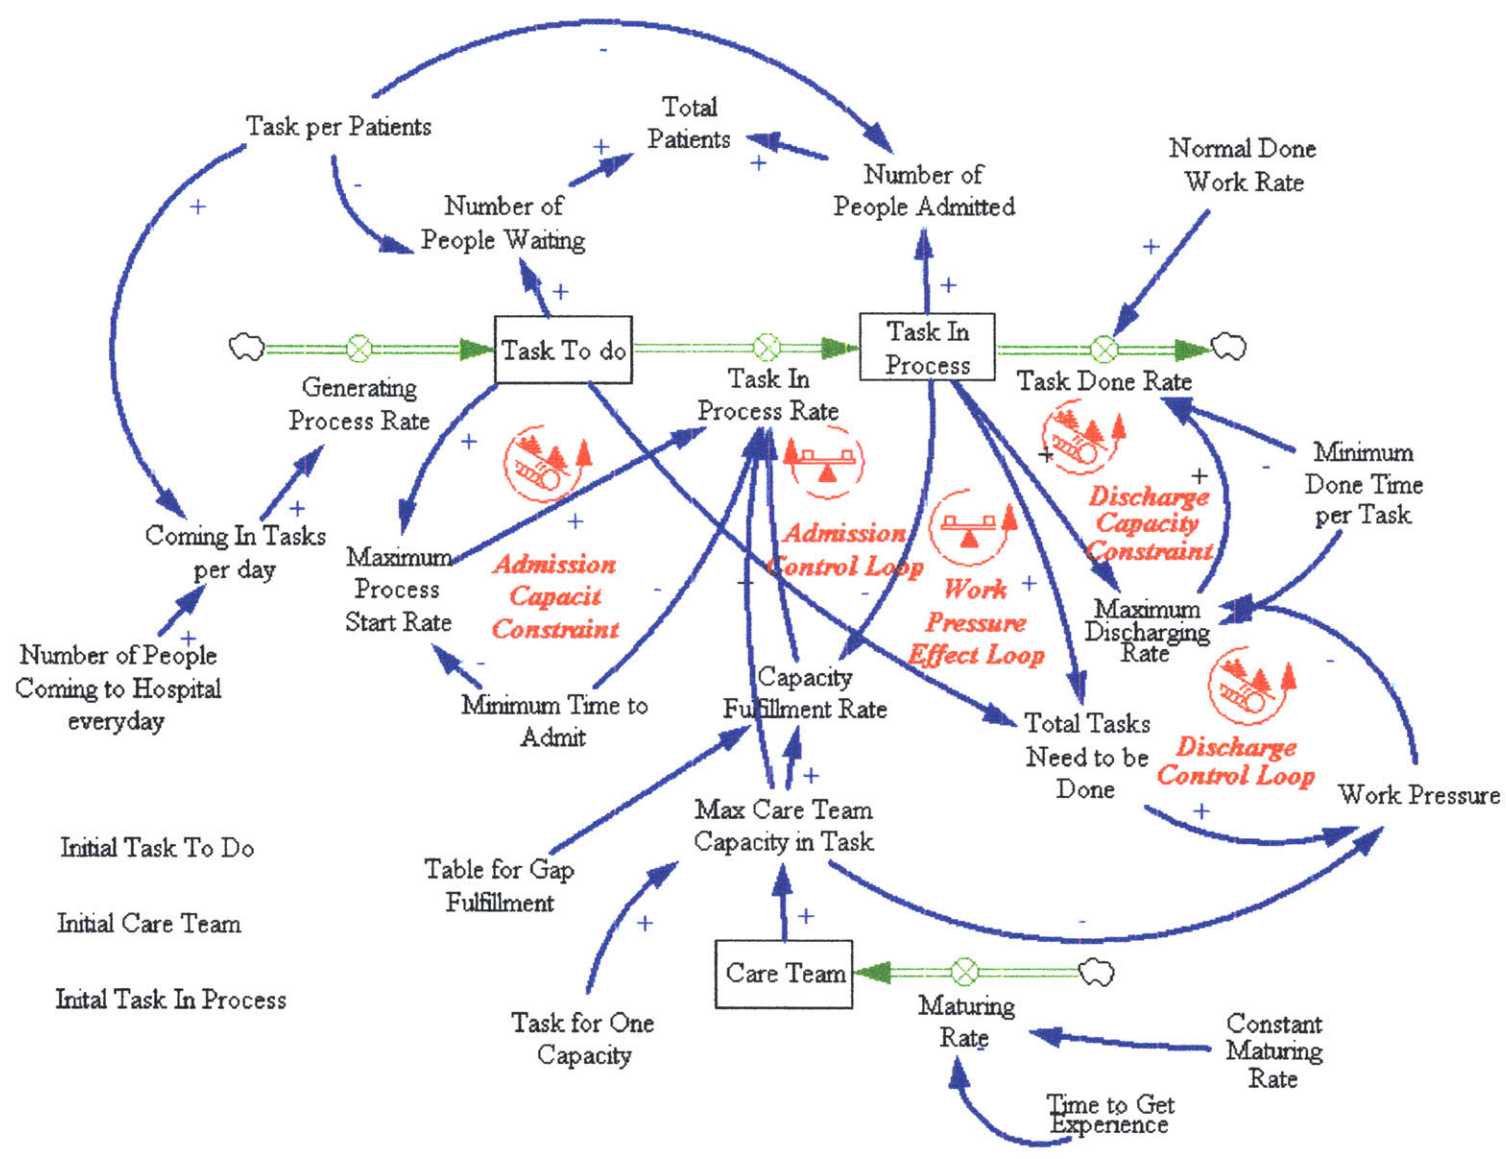 Task per Patients
Total
Patients
Normal Done
Work Rate
Number of
People Waiting
Number of
People Admitted
Task To do
Task In
Process
Generating
Process Rate
Task In
Process Rate
Task Done Rate
Minimum
Done Time
per Task
Coming In Tasks
per day
Maximum
Process
Start Rate
Admission
Capacit
Constraint
Admission
Control Loop
Work
Pressure
Effect Loop
Discharge
Capacity
Constraint
Maximum
Discharging
Rate
Number of People
Coming to Hospital
everyday
Minimum Time to
Admit
Capacity
Fulfillment Rate
Total Tasks
Need to be
Done
Discharge
Control Loop
Work Pressure
Max Care Team
Capacity in Task
Initial Task To Do
Table for Gap
Fulfillment
Initial Care Team
Care Team
Inital Task In Process
Task for One
Capacity
Maturing
Rate
Constant
Maturing
Rate
Time to Get
Experience